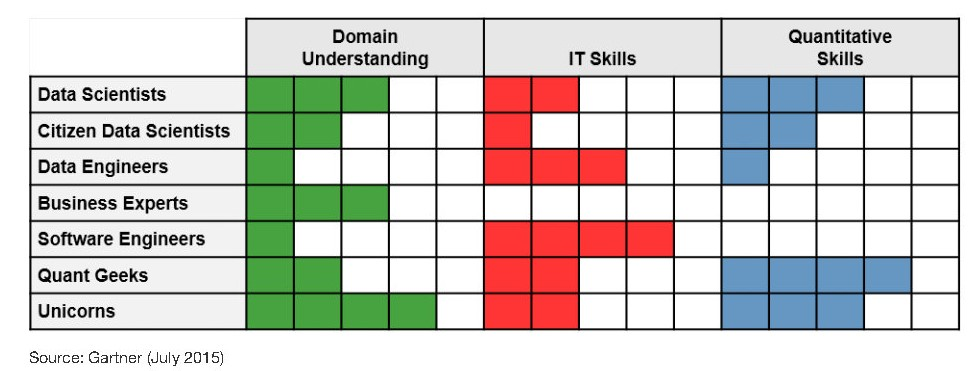 Domain
Understanding
IT Skills
Quantitative
Skills
Data Scientists
Citizen Data Scientists
Data Engineers
Business Experts
Software Engineers
Quant Geeks
Unicorns
Source: Gartner (July 2015)